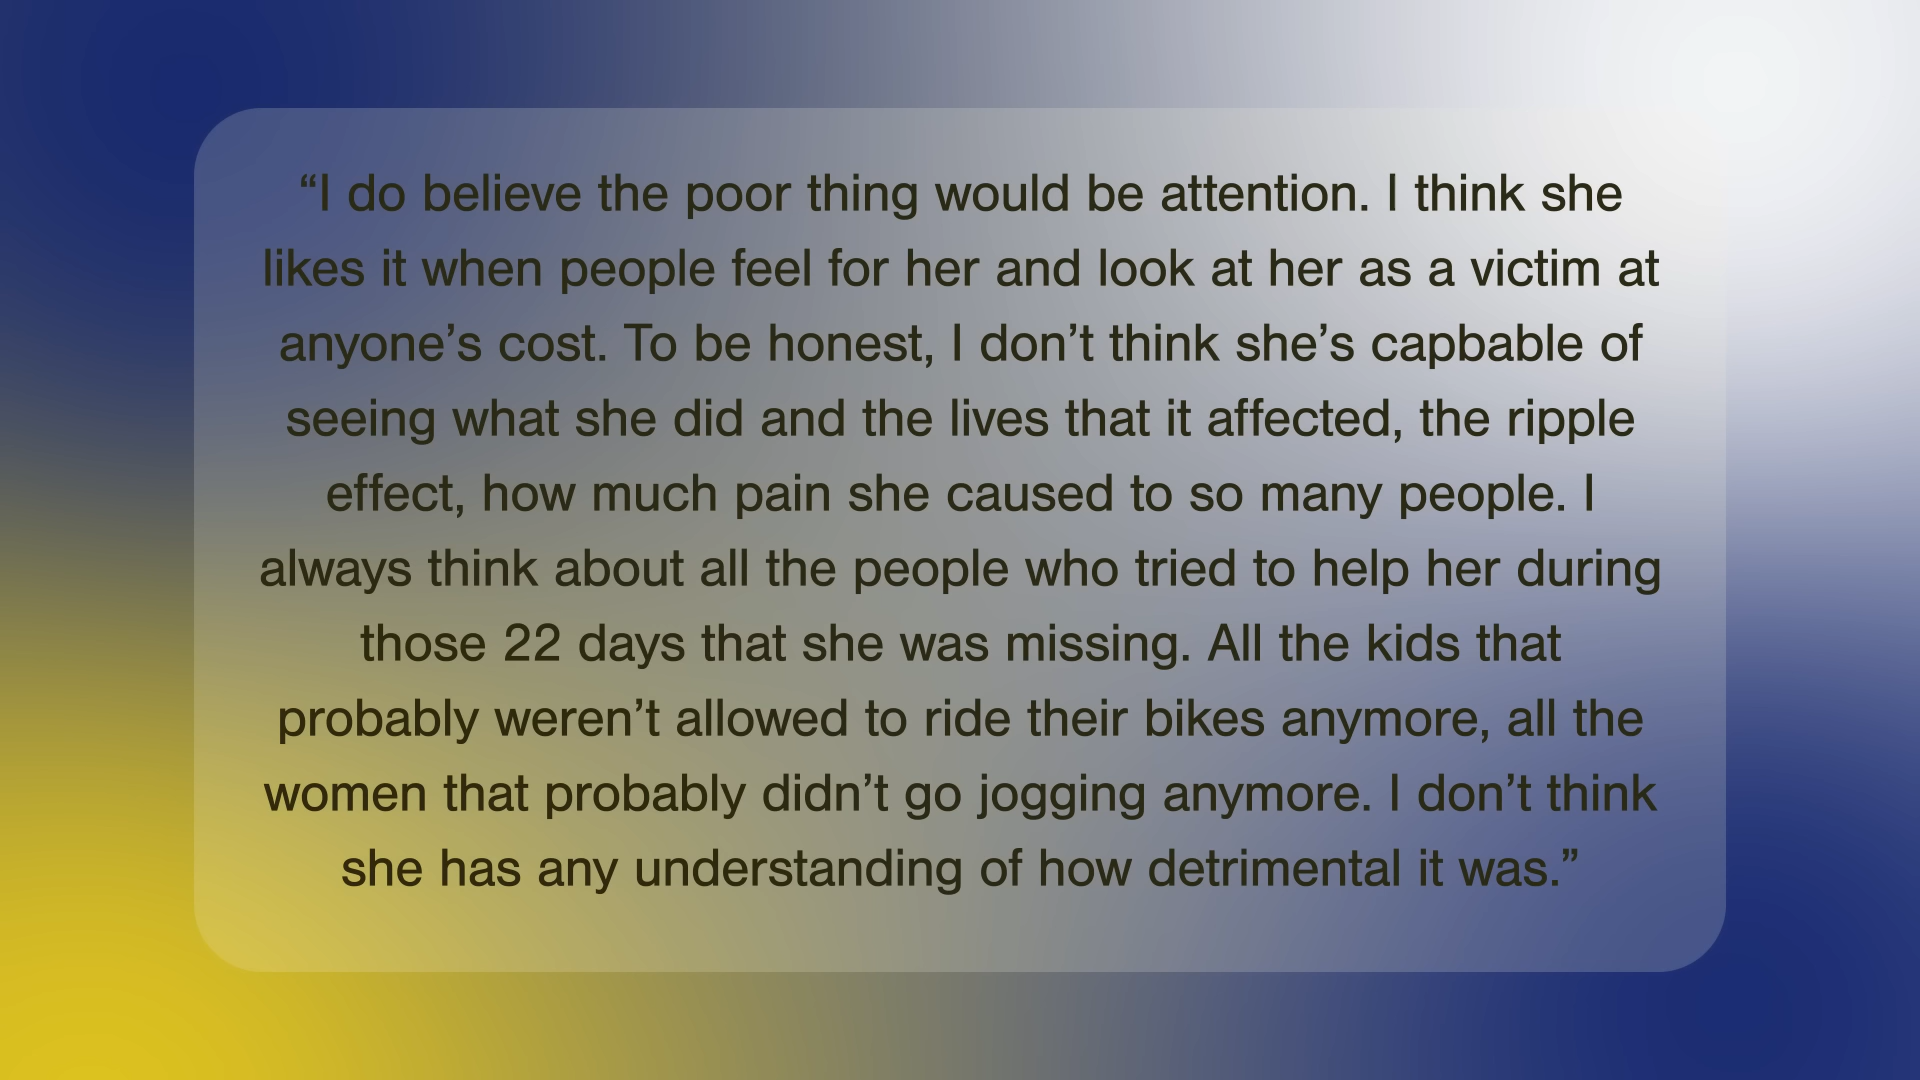 “I do believe the poor thing would be attention. I think she
likes it when people feel for her and look at her as a victim at
anyone’s cost. To be honest, I don’t think she’s capbable of
seeing what she did and the lives that it affected, the ripple
effect, how much pain she caused to so many people. I
always think about all the people who tried to help her during
those 22 days that she was missing. All the kids that
probably weren’t allowed to ride their bikes anymore, all the
women that probably didn’t go jogging anymore. I don’t think
she has any understanding of how detrimental it was.”